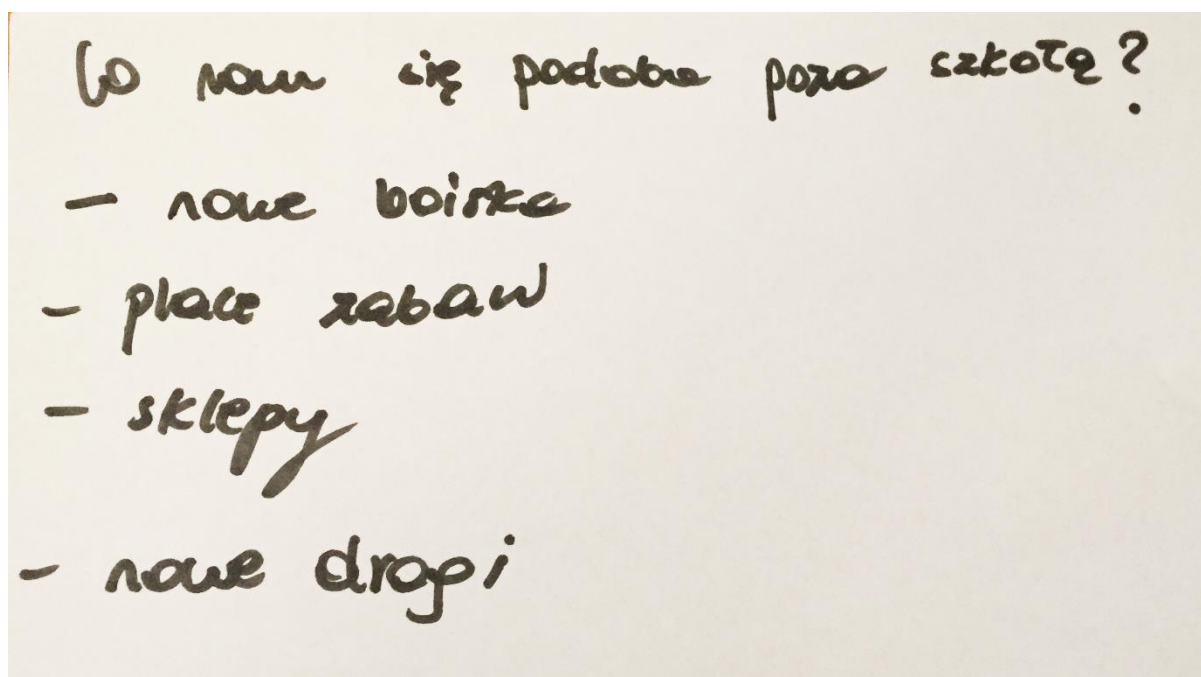 Co nam się podoba poza szkołą?
- nowe boiska
- place zabaw
- sklepy
- nowe drogi